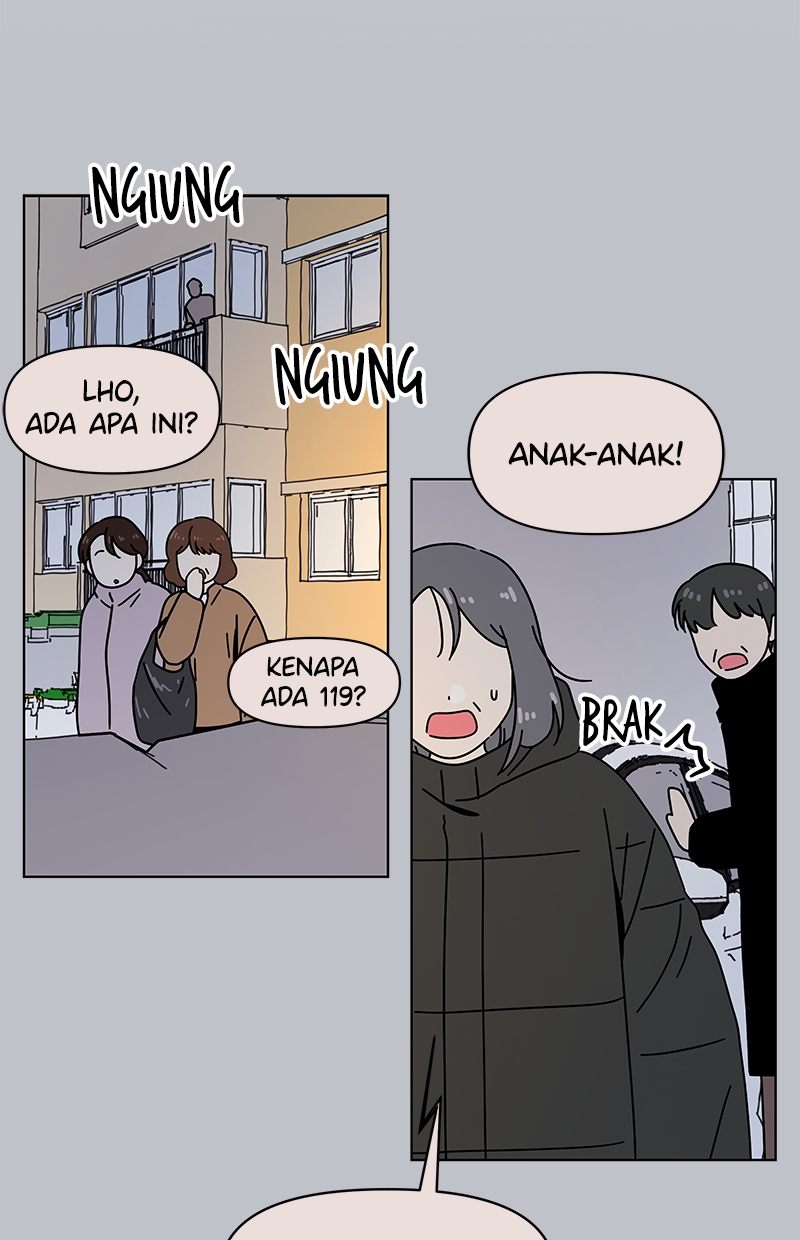 NGIUNG
NGIUNG
LHO,
ADA APA INI?
KENAPA
ADA 119?
ANAK-ANAK!
BRAK